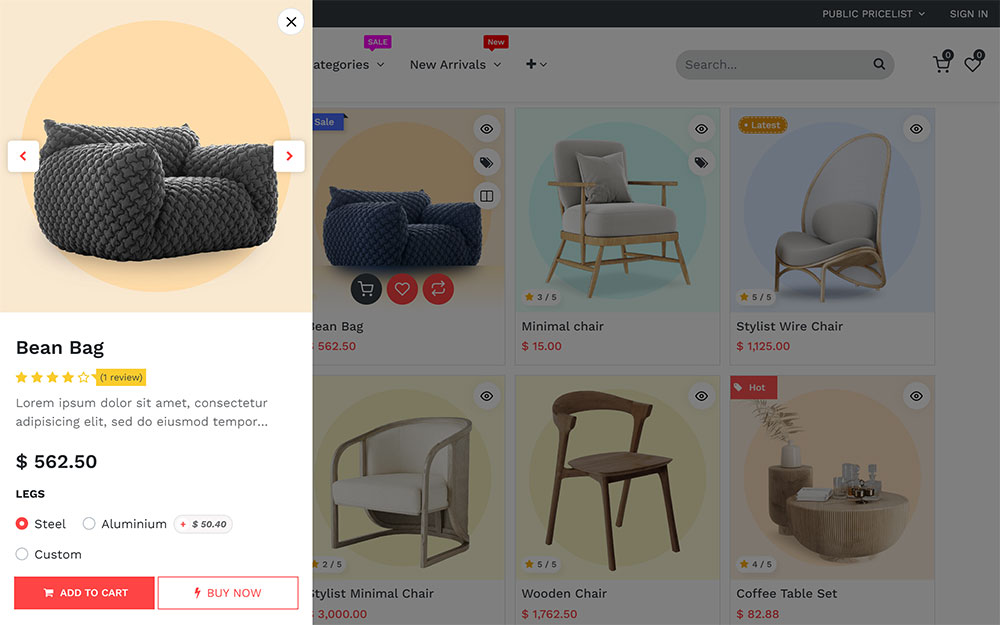 PUBLIC PRICELIST
SIGN IN
SALE
New
ategories
New Arrivals
Search...
0
0
Bean Bag
(1 review)
Lorem ipsum dolor sit amet, consectetur
adipisicing elit, sed do eiusmod tempor...
$ 562.50
LEGS
Steel
Aluminium
+ $ 50.40
Custom
ADD TO CART
BUY NOW
Sale
Bean Bag
$ 562.50
3 / 5
Minimal chair
$ 15.00
Latest
5 / 5
Stylist Wire Chair
$ 1,125.00
2 / 5
Stylist Minimal Chair
$ 3,000.00
5 / 5
Wooden Chair
$ 1,762.50
Hot
4 / 5
Coffee Table Set
$ 82.88